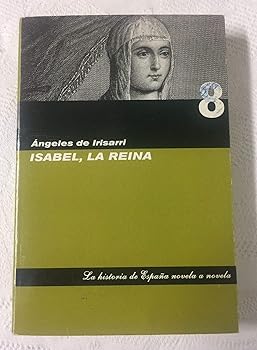 8
Ángeles de Irisarri
ISABEL, LA REINA
La historia de España novela a novela